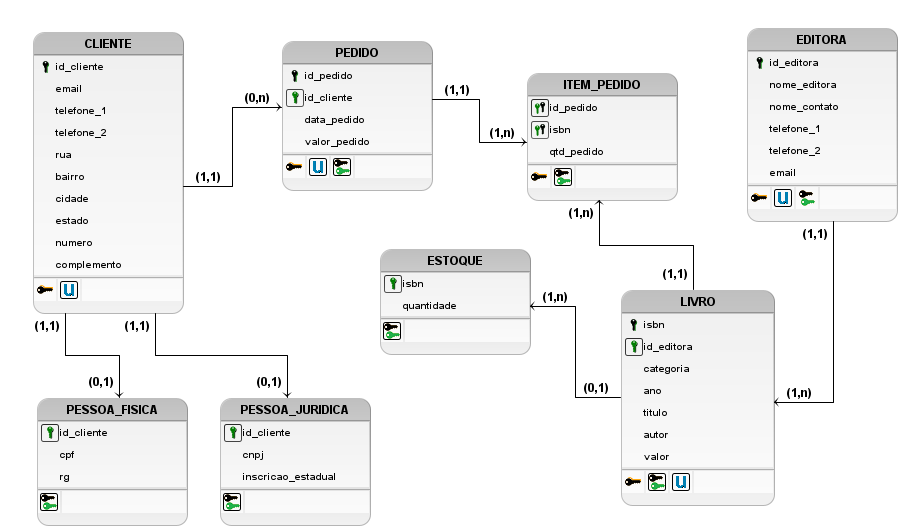 CLIENTE
id_cliente
email
telefone_1
telefone_2
rua
bairro
cidade
estado
numero
complemento
U
(1,1)
(0,n)
PEDIDO
id_pedido
id_cliente
data_pedido
valor_pedido
U
(1,1)
(1,n)
ITEM_PEDIDO
id_pedido
isbn
qtd_pedido
(1,n)
(1,1)
EDITORA
id_editora
nome_editora
nome_contato
telefone_1
telefone_2
email
U
(1,1)
(1,n)
ESTOQUE
isbn
quantidade
(1,n)
(0,1)
LIVRO
isbn
id_editora
categoria
ano
titulo
autor
valor
U
(1,1)
(1,1)
(0,1)
(0,1)
PESSOA_FISICA
id_cliente
cpf
rg
PESSOA_JURIDICA
id_cliente
cnpj
inscricao_estadual